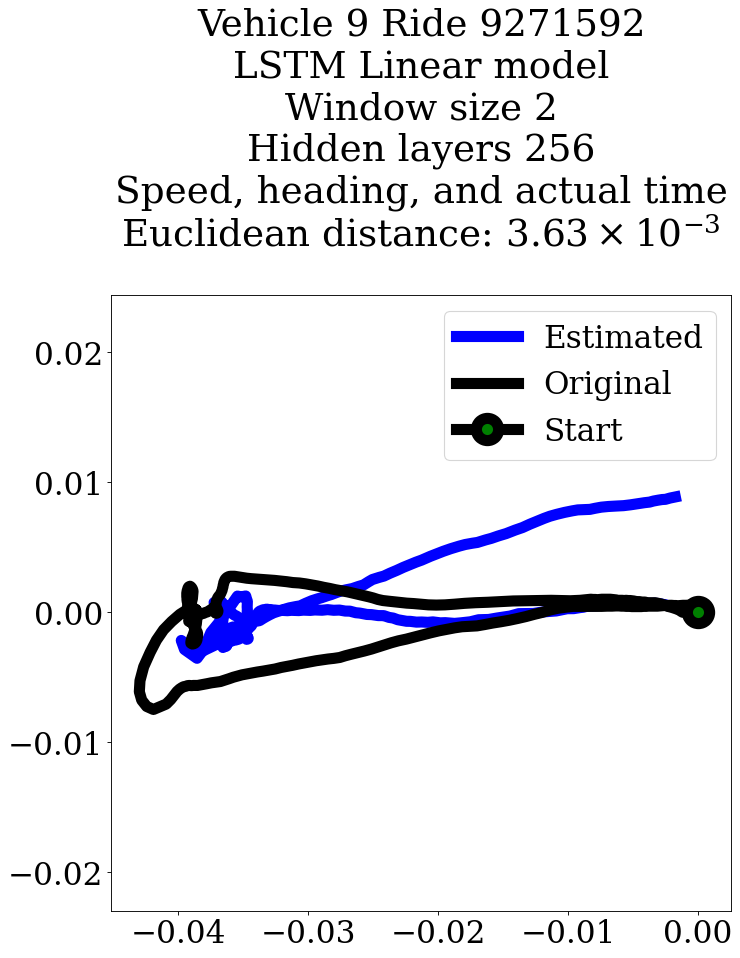 Vehicle 9 Ride 9271592
LSTM Linear model
Window size 2
Hidden layers 256
Speed, heading, and actual time
Euclidean distance: 3.63 × 10⁻³
Estimated
Original
Start
0.02
0.01
0.00
−0.01
−0.02
−0.04 −0.03 −0.02 −0.01 0.00